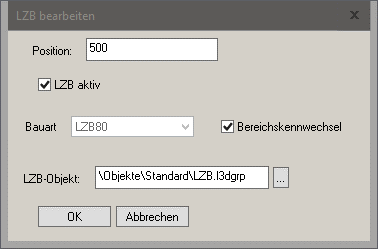 LZB bearbeiten
Position: 500
LZB aktiv
Bauart LZB80 Bereichskennwechsel
LZB-Objekt: \Objekte\Standard\LZB.l3dgrp ...
OK Abbrechen